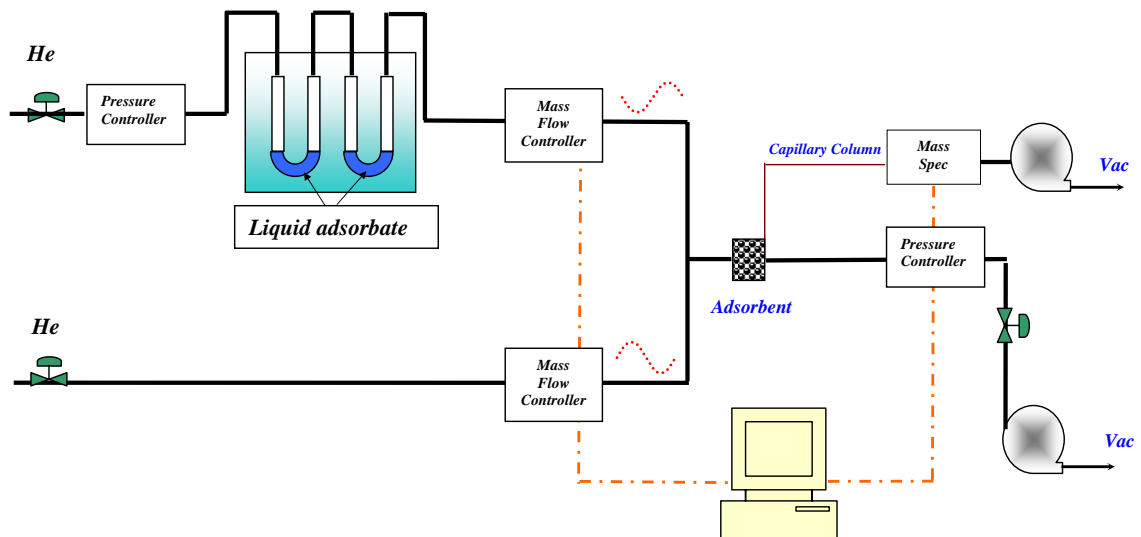 He
Pressure
Controller
Mass
Flow
Controller
Capillary Column
Mass
Spec
Vac
Liquid adsorbate
Pressure
Controller
Adsorbent
He
Mass
Flow
Controller
Vac